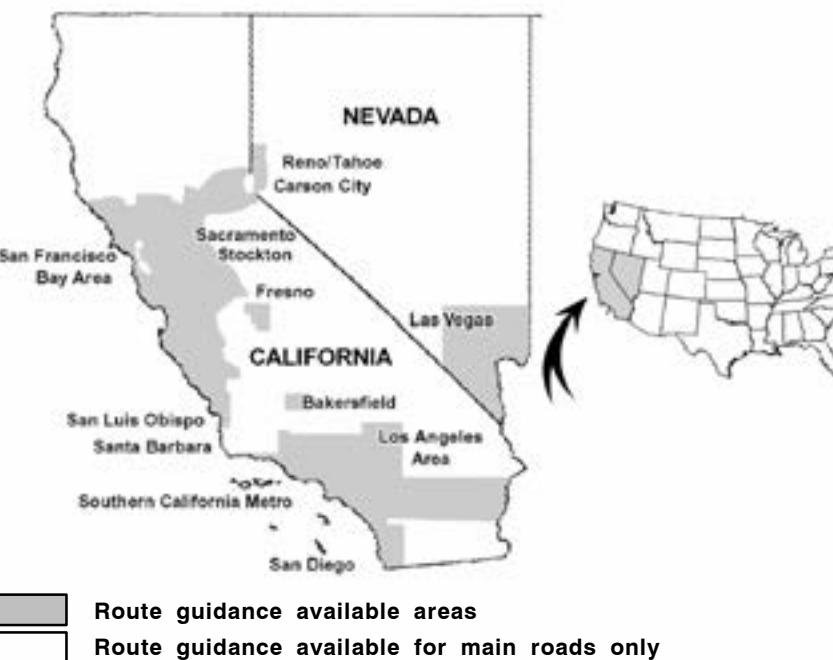 NEVADA
Reno/Tahoe
Carson City
Sacramento
Stockton
San Francisco
Bay Area
Fresno
Las Vegas
CALIFORNIA
Bakersfield
San Luis Obispo
Santa Barbara
Los Angeles
Area
Southern California Metro
San Diego
Route guidance available areas
Route guidance available for main roads only